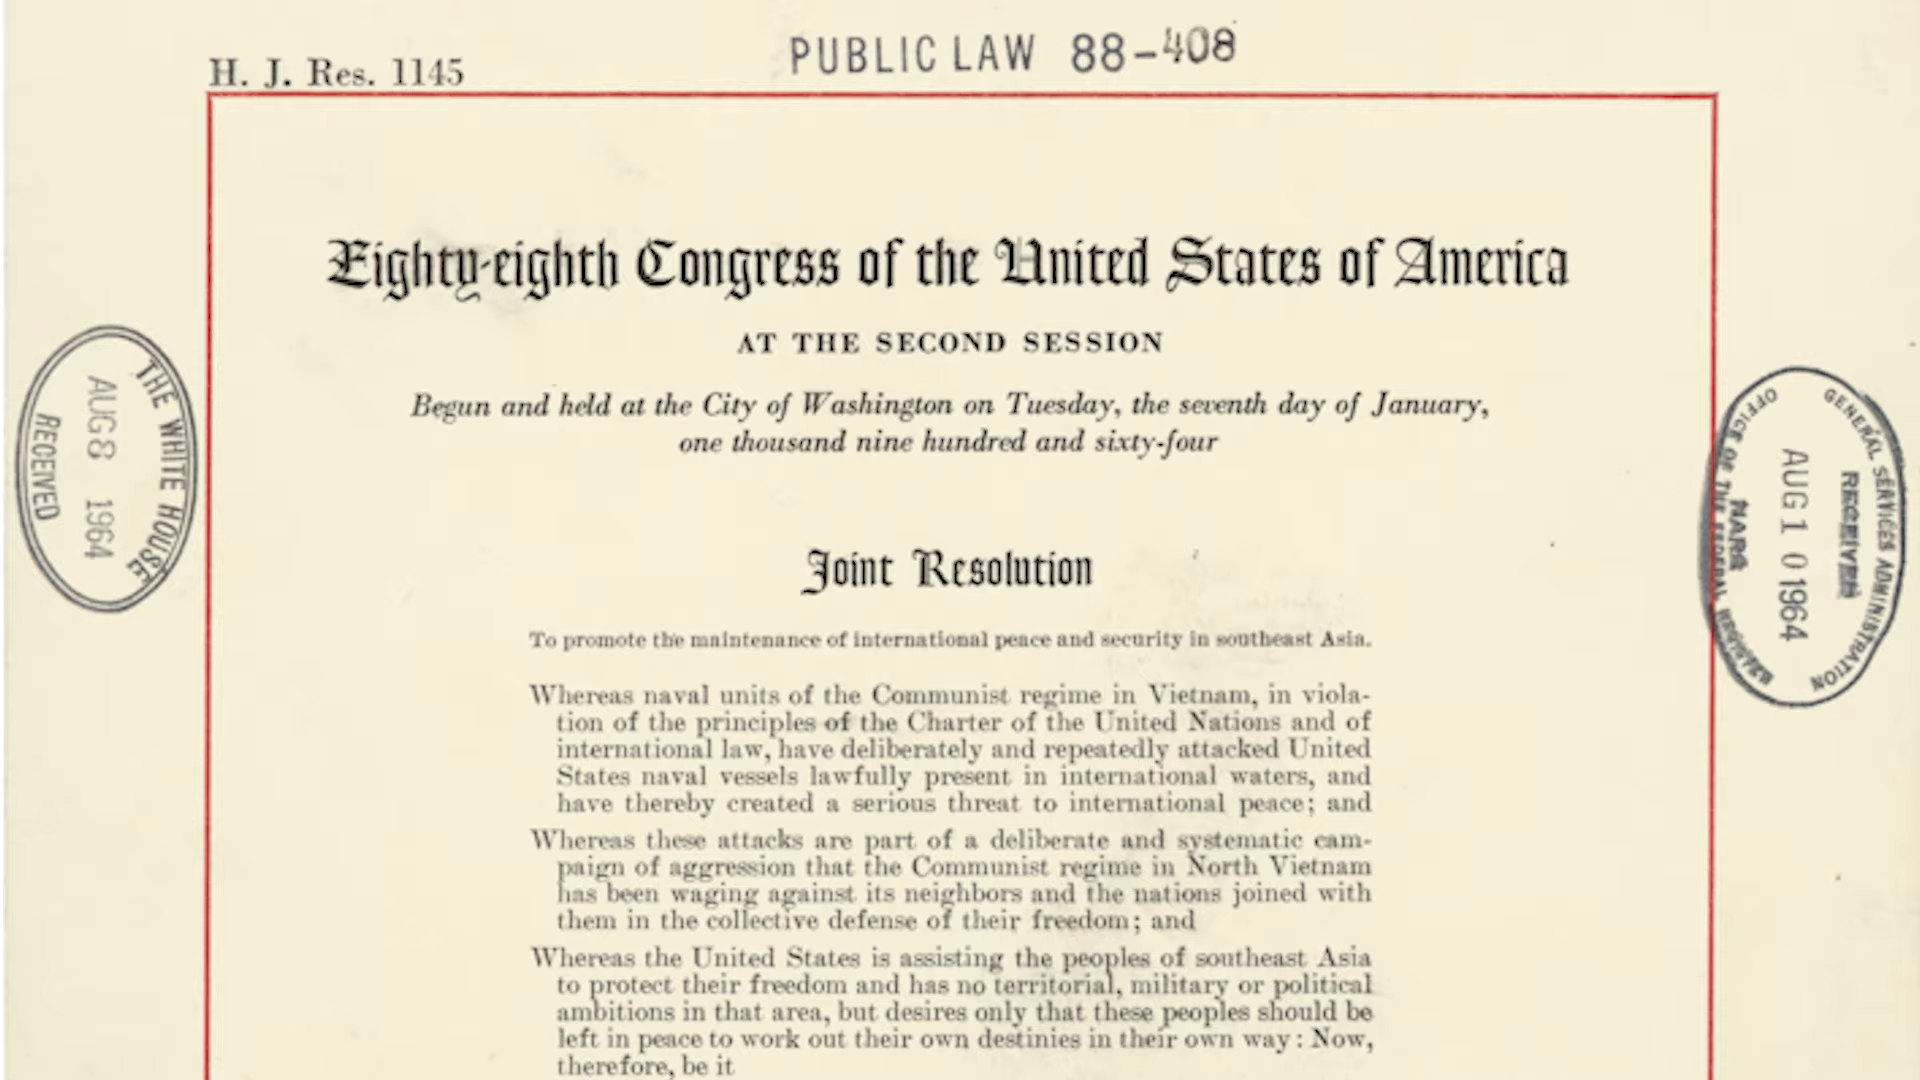 PUBLIC LAW 88-408
H. J. Res. 1145
Eighty-eighth Congress of the United States of America
AT THE SECOND SESSION
Begun and held at the City of Washington on Tuesday, the seventh day of January,
one thousand nine hundred and sixty-four
THE WHITE HOUSE
AUG 8 1964
RECEIVED
GENERAL SERVICES ADMINISTRATION
RECEIVED
AUG 10 1964
NARS
OFFICE OF THE FEDERAL REGISTER
Joint Resolution
To promote the maintenance of international peace and security in southeast Asia.
Whereas naval units of the Communist regime in Vietnam, in viola-
tion of the principles of the Charter of the United Nations and of
international law, have deliberately and repeatedly attacked United
States naval vessels lawfully present in international waters, and
have thereby created a serious threat to international peace; and
Whereas these attacks are part of a deliberate and systematic cam-
paign of aggression that the Communist regime in North Vietnam
has been waging against its neighbors and the nations joined with
them in the collective defense of their freedom; and
Whereas the United States is assisting the peoples of southeast Asia
to protect their freedom and has no territorial, military or political
ambitions in that area, but desires only that these peoples should be
left in peace to work out their own destinies in their own way: Now,
therefore, be it